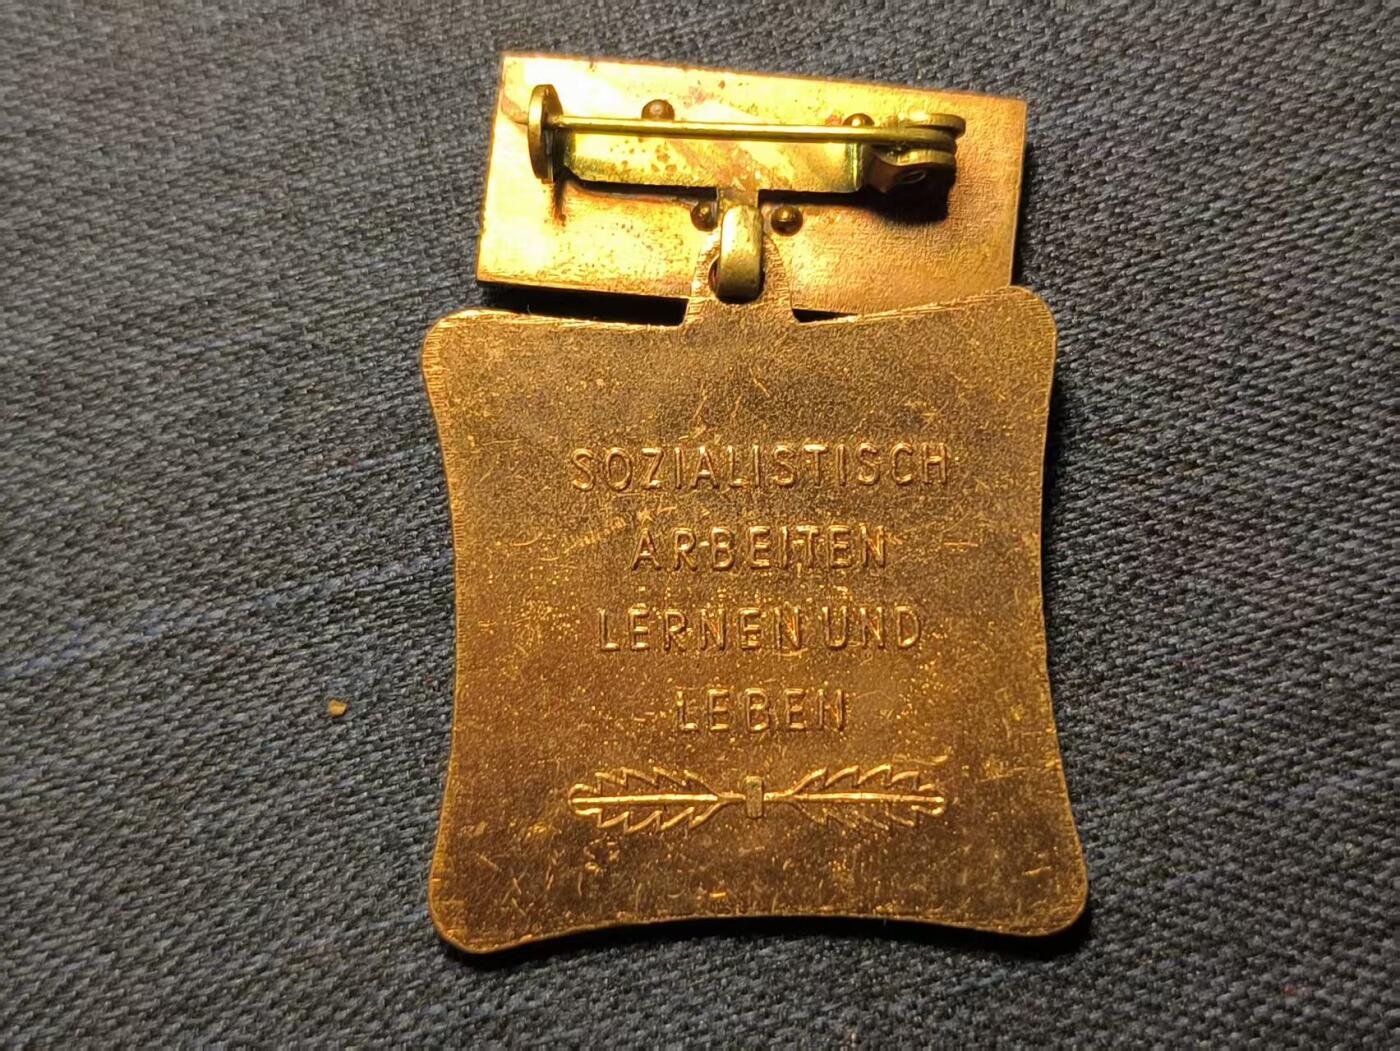 SOZIALISTISCH
ARBEITEN
LERNEN UND
LEBEN